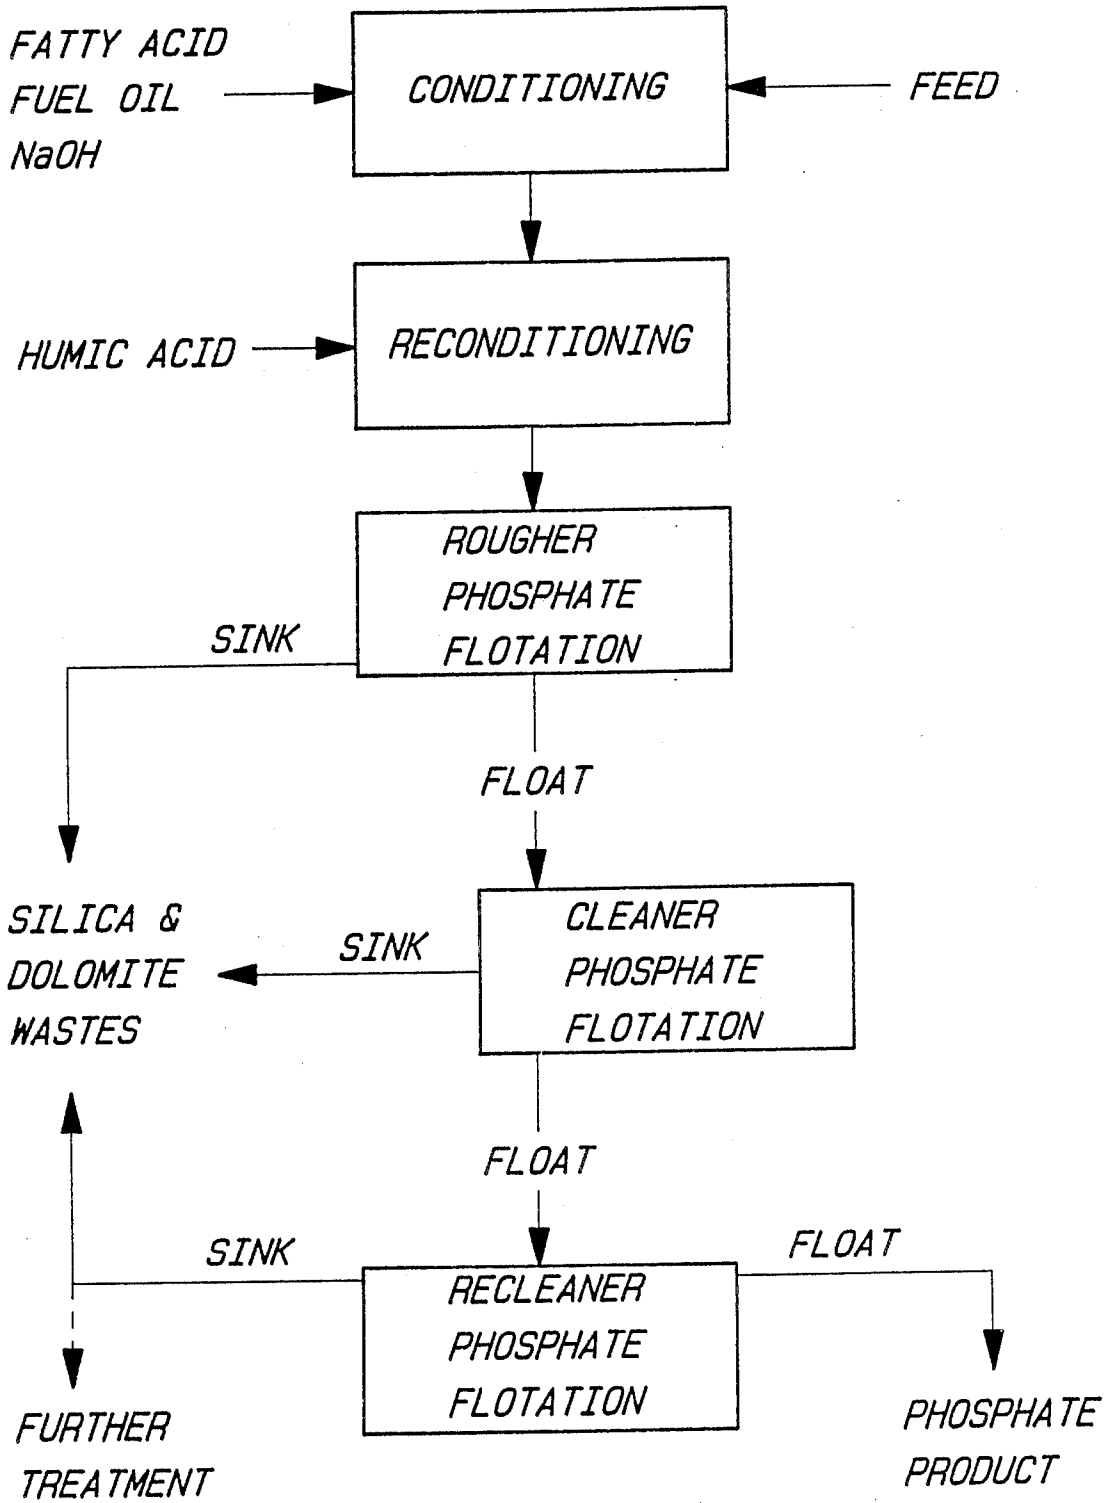 FATTY ACID
FUEL OIL
NaOH
CONDITIONING
FEED
HUMIC ACID
RECONDITIONING
ROUGHER
PHOSPHATE
FLOTATION
SINK
FLOAT
SILICA &
DOLOMITE
WASTES
SINK
CLEANER
PHOSPHATE
FLOTATION
FLOAT
SINK
FLOAT
RECLEANER
PHOSPHATE
FLOTATION
FURTHER
TREATMENT
PHOSPHATE
PRODUCT